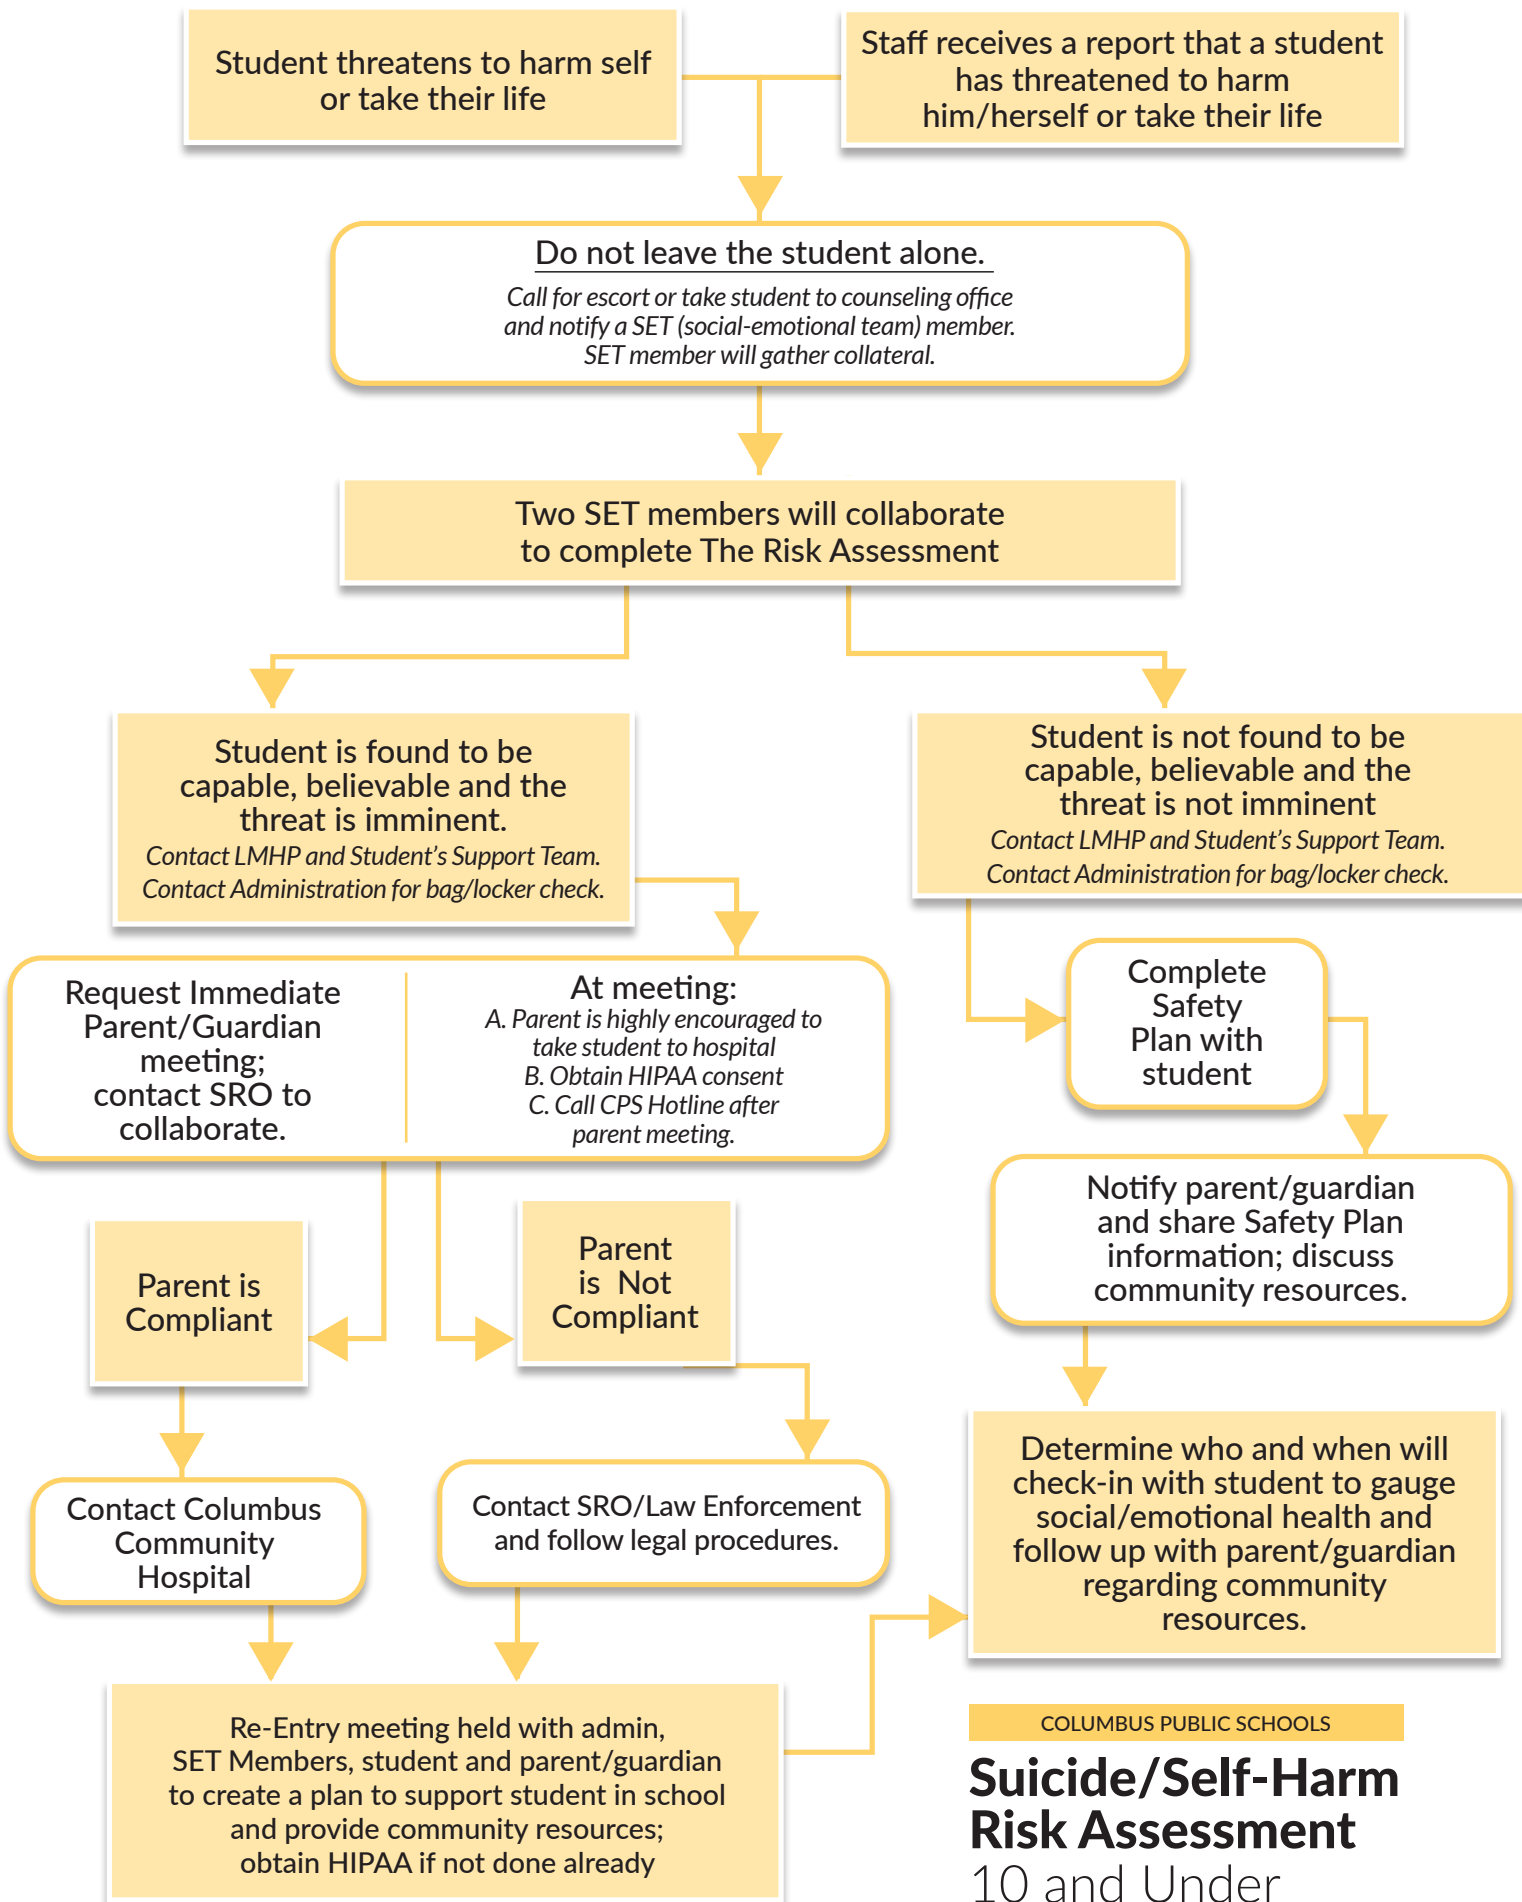 Student threatens to harm self
or take their life
Staff receives a report that a student
has threatened to harm
him/herself or take their life
Do not leave the student alone.
Call for escort or take student to counseling office
and notify a SET (social-emotional team) member.
SET member will gather collateral.
Two SET members will collaborate
to complete The Risk Assessment
Student is found to be
capable, believable and the
threat is imminent.
Contact LMHP and Student's Support Team.
Contact Administration for bag/locker check.
Student is not found to be
capable, believable and the
threat is not imminent
Contact LMHP and Student's Support Team.
Contact Administration for bag/locker check.
Request Immediate
Parent/Guardian
meeting;
contact SRO to
collaborate.
At meeting:
A. Parent is highly encouraged to
take student to hospital
B. Obtain HIPAA consent
C. Call CPS Hotline after
parent meeting.
Complete
Safety
Plan with
student
Notify parent/guardian
and share Safety Plan
information; discuss
community resources.
Parent is
Compliant
Parent
is Not
Compliant
Contact Columbus
Community
Hospital
Contact SRO/Law Enforcement
and follow legal procedures.
Determine who and when will
check-in with student to gauge
social/emotional health and
follow up with parent/guardian
regarding community
resources.
Re-Entry meeting held with admin,
SET Members, student and parent/guardian
to create a plan to support student in school
and provide community resources;
obtain HIPAA if not done already
COLUMBUS PUBLIC SCHOOLS
Suicide/Self-Harm
Risk Assessment
10 and Under